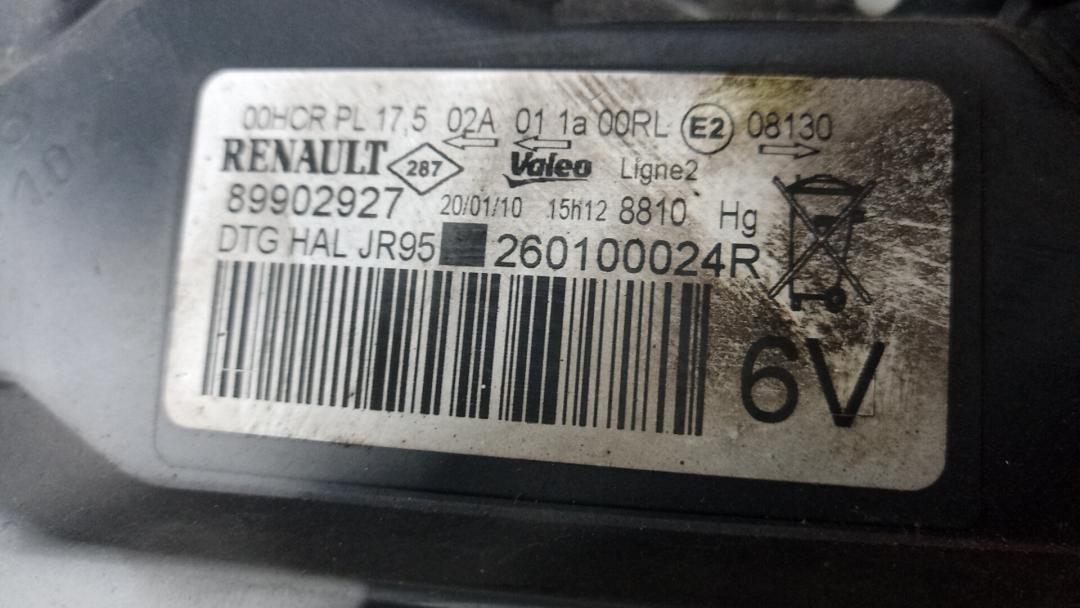 00HCR PL 17,5 02A 01 1a 00RL E2 08130
RENAULT 287 Valeo Ligne2
89902927 20/01/10 15h12 8810 Hg
DTG HAL JR95 260100024R
6V